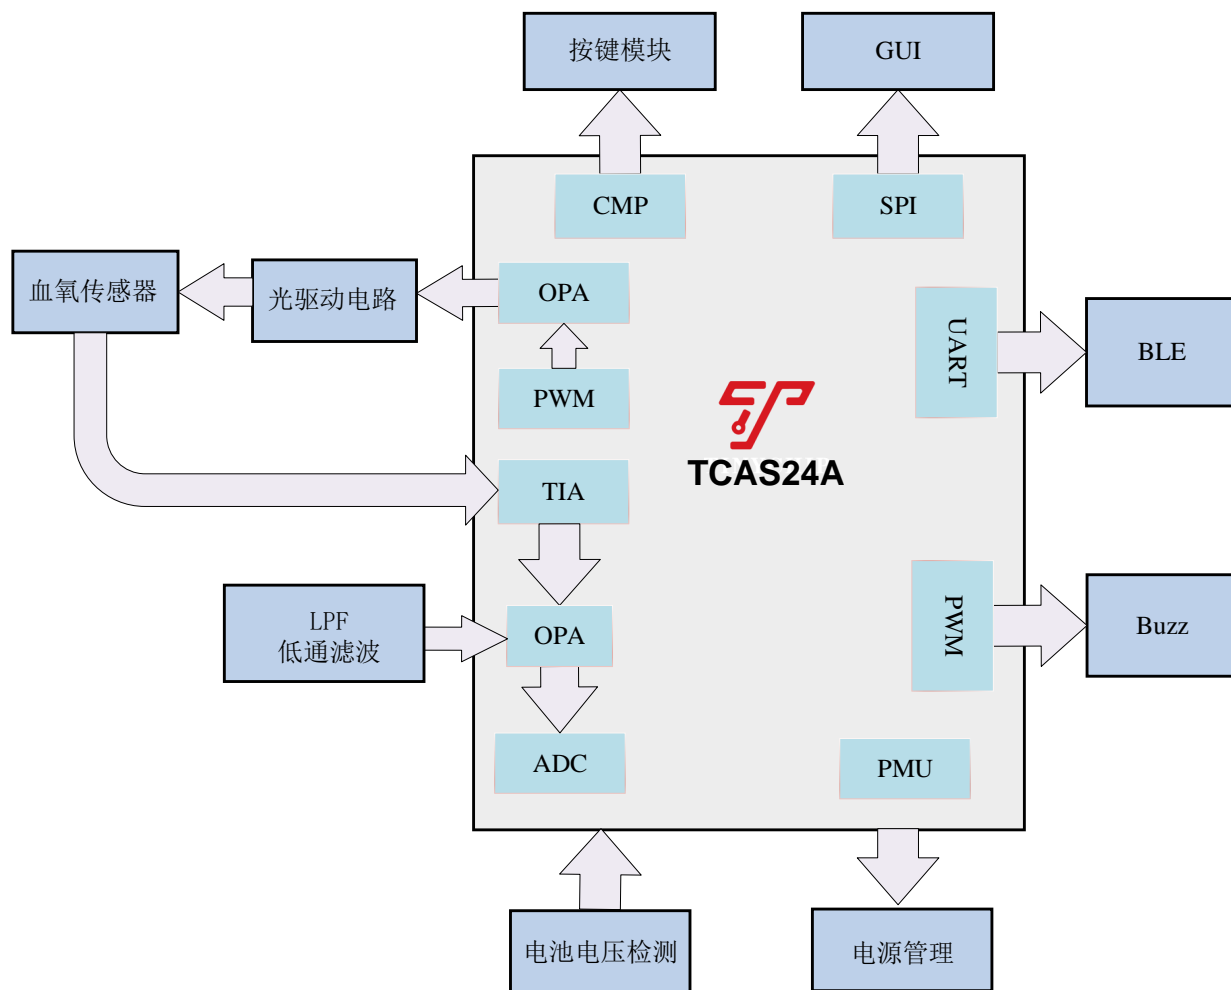 按键模块
GUI
CMP
SPI
血氧传感器
光驱动电路
OPA
UART
BLE
PWM
TCAS24A
TIA
LPF
低通滤波
OPA
PWM
Buzz
ADC
PMU
电池电压检测
电源管理